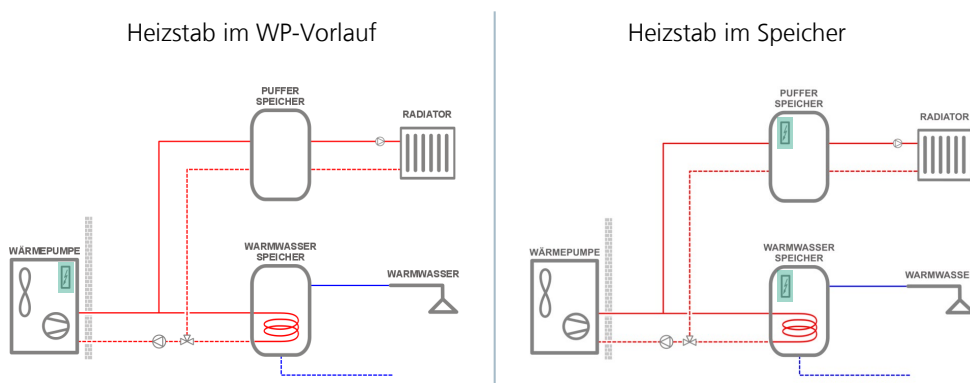 Heizstab im WP-Vorlauf
PUFFER
SPEICHER
RADIATOR
WÄRMEPUMPE
WARMWASSER
SPEICHER
WARMWASSER
Heizstab im Speicher
PUFFER
SPEICHER
RADIATOR
WÄRMEPUMPE
WARMWASSER
SPEICHER
WARMWASSE